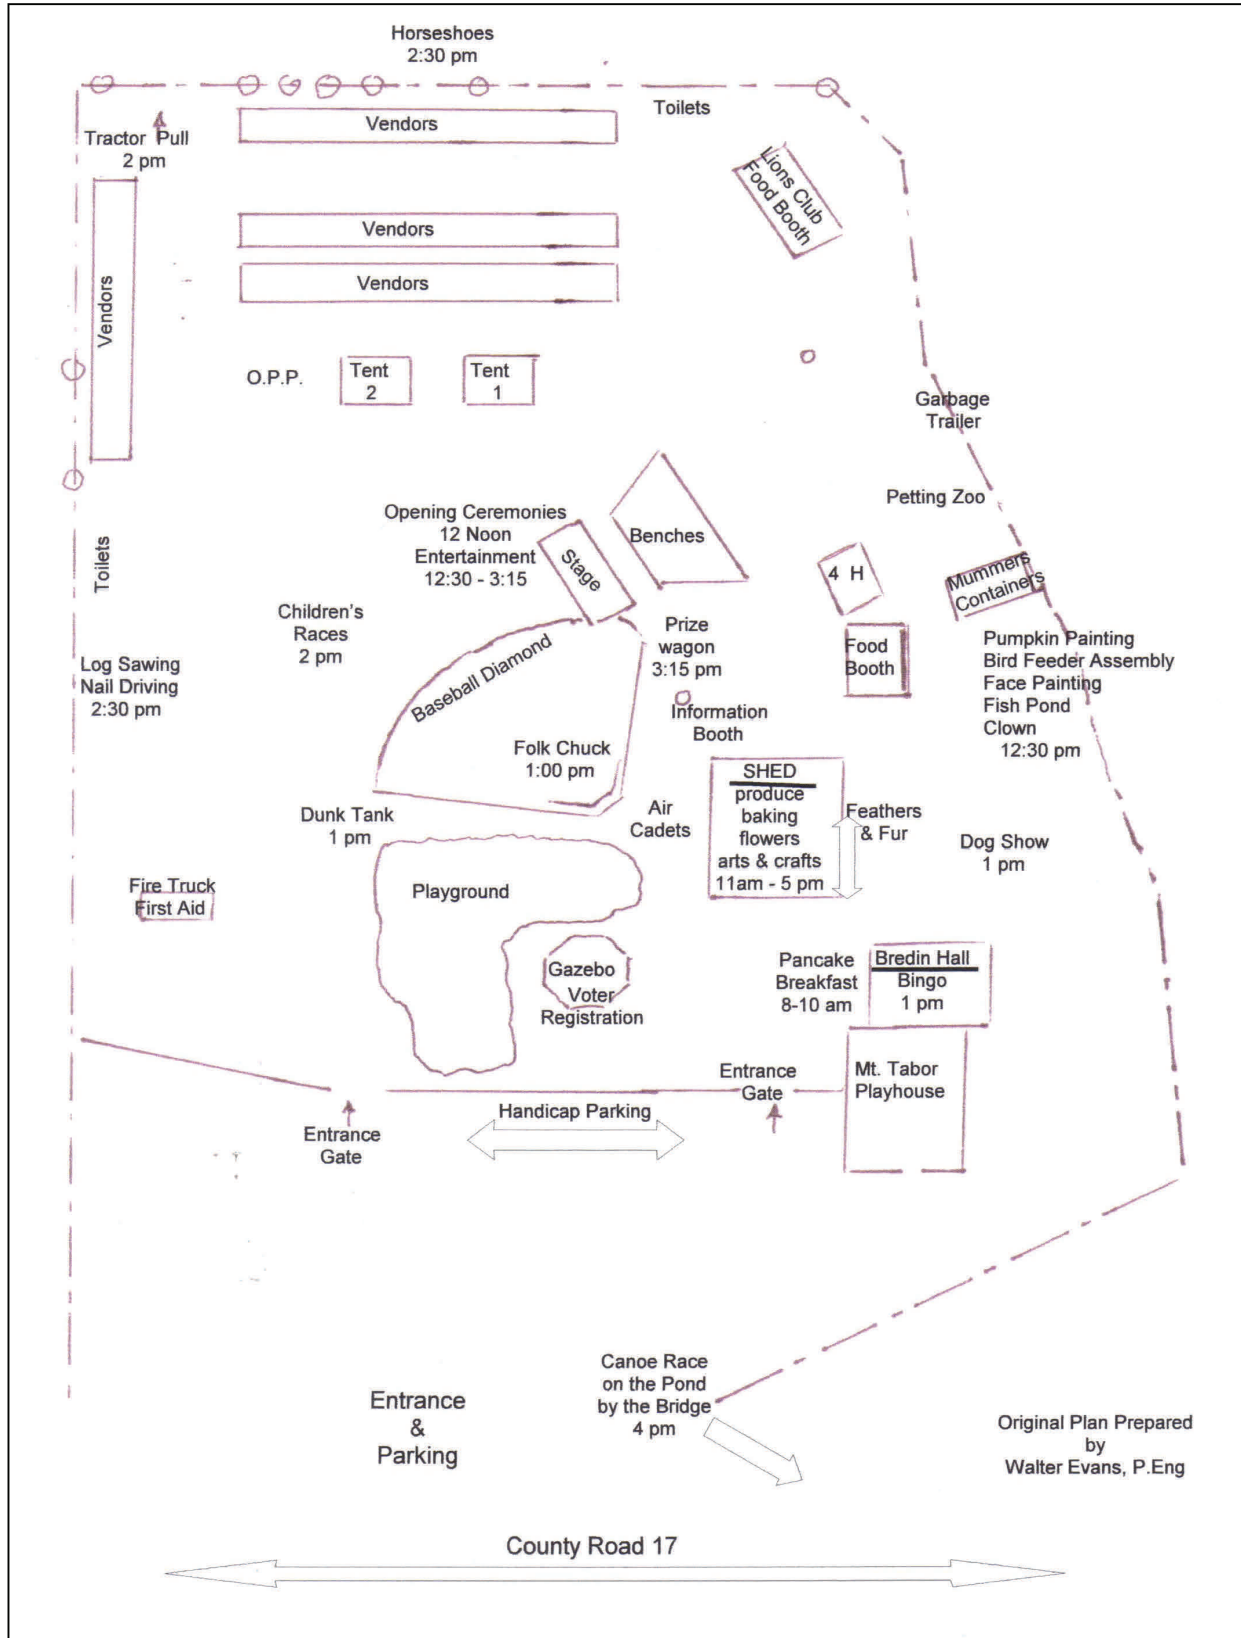 Horseshoes
2:30 pm
Vendors
Toilets
Tractor Pull
2 pm
Lions Club
Food Booth
Vendors
Vendors
Vendors
O.P.P.
Tent
2
Tent
1
Garbage
Trailer
Petting Zoo
Opening Ceremonies
12 Noon
Entertainment
12:30 - 3:15
Stage
Benches
Toilets
4 H
Mummers
Containers
Children's
Races
2 pm
Prize
wagon
3:15 pm
Food
Booth
Pumpkin Painting
Bird Feeder Assembly
Face Painting
Fish Pond
Clown
12:30 pm
Log Sawing
Nail Driving
2:30 pm
Baseball Diamond
Information
Booth
Folk Chuck
1:00 pm
SHED
produce
baking
flowers
arts & crafts
11am - 5 pm
Dunk Tank
1 pm
Air
Cadets
Feathers
& Fur
Dog Show
1 pm
Fire Truck
First Aid
Playground
Gazebo
Voter
Registration
Pancake
Breakfast
8-10 am
Bredin Hall
Bingo
1 pm
Entrance
Gate
Mt. Tabor
Playhouse
Handicap Parking
Entrance
Gate
Canoe Race
on the Pond
by the Bridge
4 pm
Entrance
&
Parking
Original Plan Prepared
by
Walter Evans, P.Eng
County Road 17